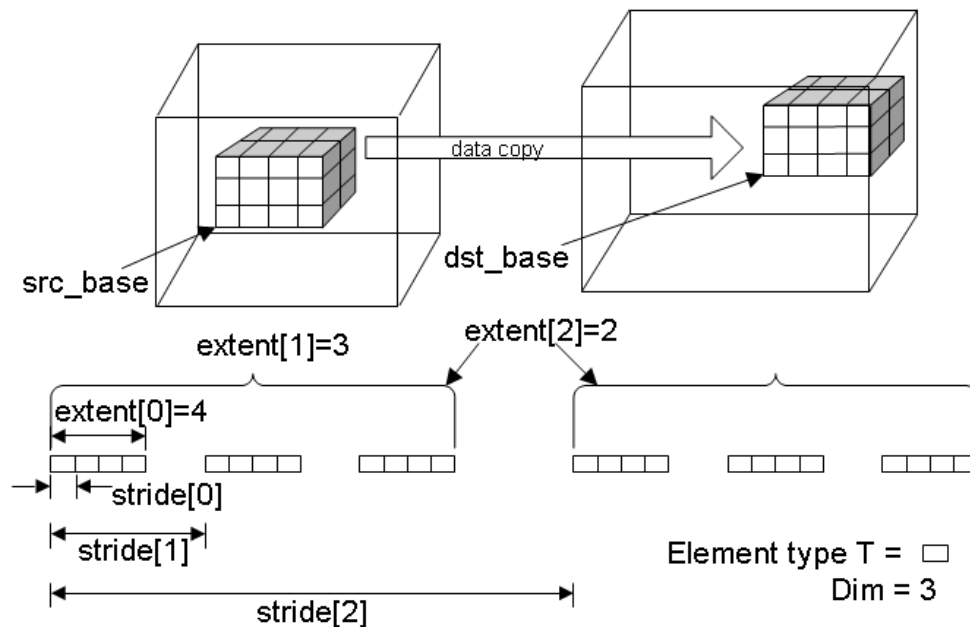 data copy
src_base
dst_base
extent[1]=3
extent[2]=2
extent[0]=4
stride[0]
stride[1]
Element type T =
Dim = 3
stride[2]